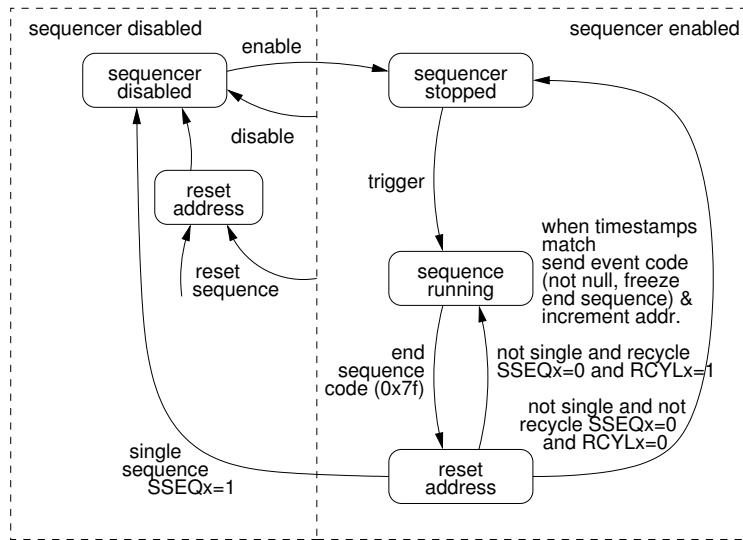 sequencer disabled
sequencer enabled
enable
sequencer
disabled
sequencer
stopped
disable
trigger
reset
address
reset
sequence
sequence
running
when timestamps
match
send event code
(not null, freeze
end sequence) &
increment addr.
end
sequence
code (0x7f)
not single and recycle
SSEQx=0 and RCYLx=1
not single and not
recycle SSEQx=0
and RCYLx=0
single
sequence
SSEQx=1
reset
address